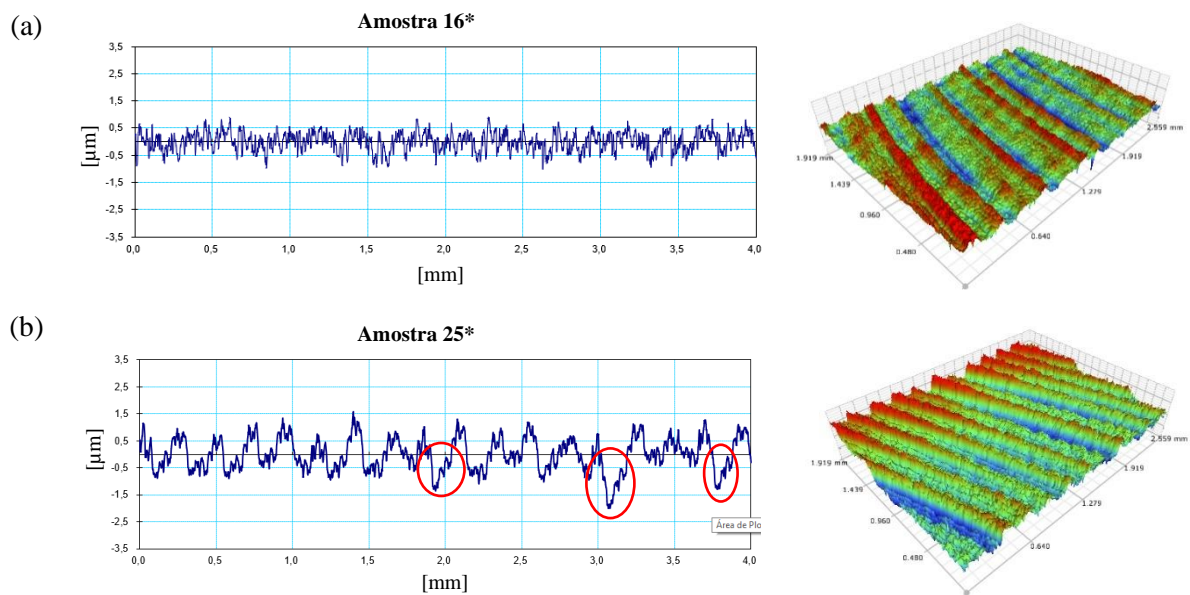 (a)
Amostra 16*
3,5
2,5
1,5
0,5
-0,5
-1,5
-2,5
-3,5
[µm]
0,0 0,5 1,0 1,5 2,0 2,5 3,0 3,5 4,0
[mm]
1.919 mm
1.439
0.960
0.480
0.640
1.279
1.919
2.559 mm
(b)
Amostra 25*
3,5
2,5
1,5
0,5
-0,5
-1,5
-2,5
-3,5
[µm]
Área de Plo
0,0 0,5 1,0 1,5 2,0 2,5 3,0 3,5 4,0
[mm]
1.919 mm
1.439
0.960
0.480
0.640
1.279
1.919
2.559 mm